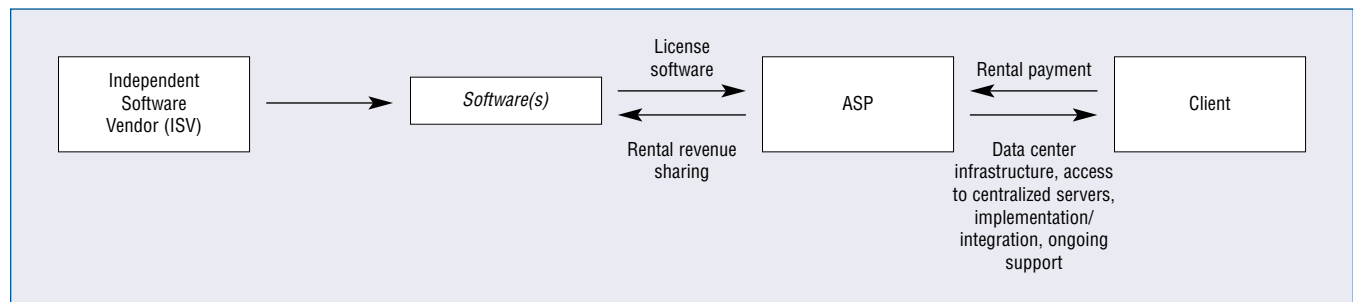 Independent
Software
Vendor (ISV)
Software(s)
License
software
Rental revenue
sharing
ASP
Rental payment
Data center
infrastructure, access
to centralized servers,
implementation/
integration, ongoing
support
Client